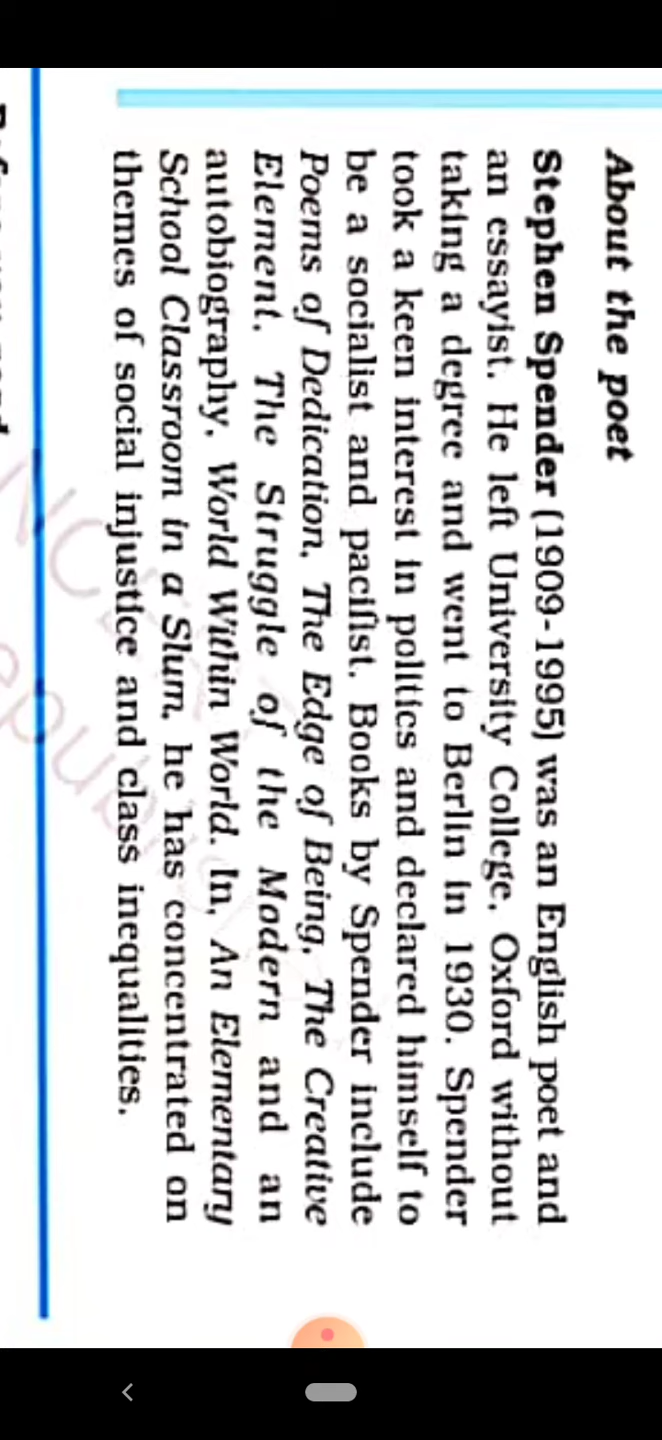 About the poet
Stephen Spender (1909-1995) was an English poet and
an essayist. He left University College, Oxford without
taking a degree and went to Berlin in 1930. Spender
took a keen interest in politics and declared himself to
be a socialist and pacifist. Books by Spender include
Poems of Dedication, The Edge of Being, The Creative
Element, The Struggle of the Modern and an
autobiography, World Within World. In, An Elementary
School Classroom in a Slum, he has concentrated on
themes of social injustice and class inequalities.